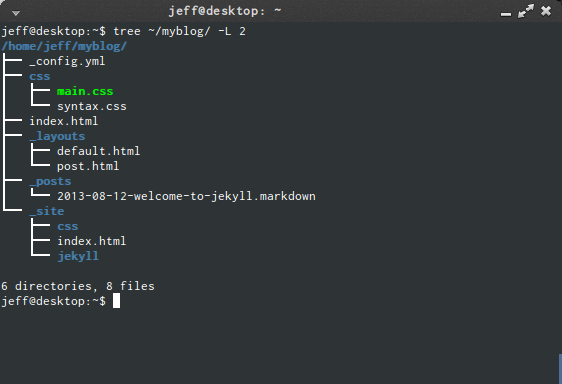 jeff@desktop: ~
jeff@desktop:~$ tree ~/myblog/ -L 2
/home/jeff/myblog/
├── _config.yml
├── css
│   ├── main.css
│   └── syntax.css
├── index.html
├── _layouts
│   ├── default.html
│   └── post.html
├── _posts
│   └── 2013-08-12-welcome-to-jekyll.markdown
└── _site
    ├── css
    ├── index.html
    └── jekyll
6 directories, 8 files
jeff@desktop:~$